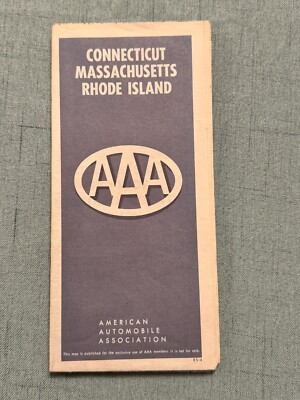 CONNECTICUT
MASSACHUSETTS
RHODE ISLAND
AAA
AMERICAN
AUTOMOBILE
ASSOCIATION
This map is published for the exclusive use of AAA members. It is not for sale.